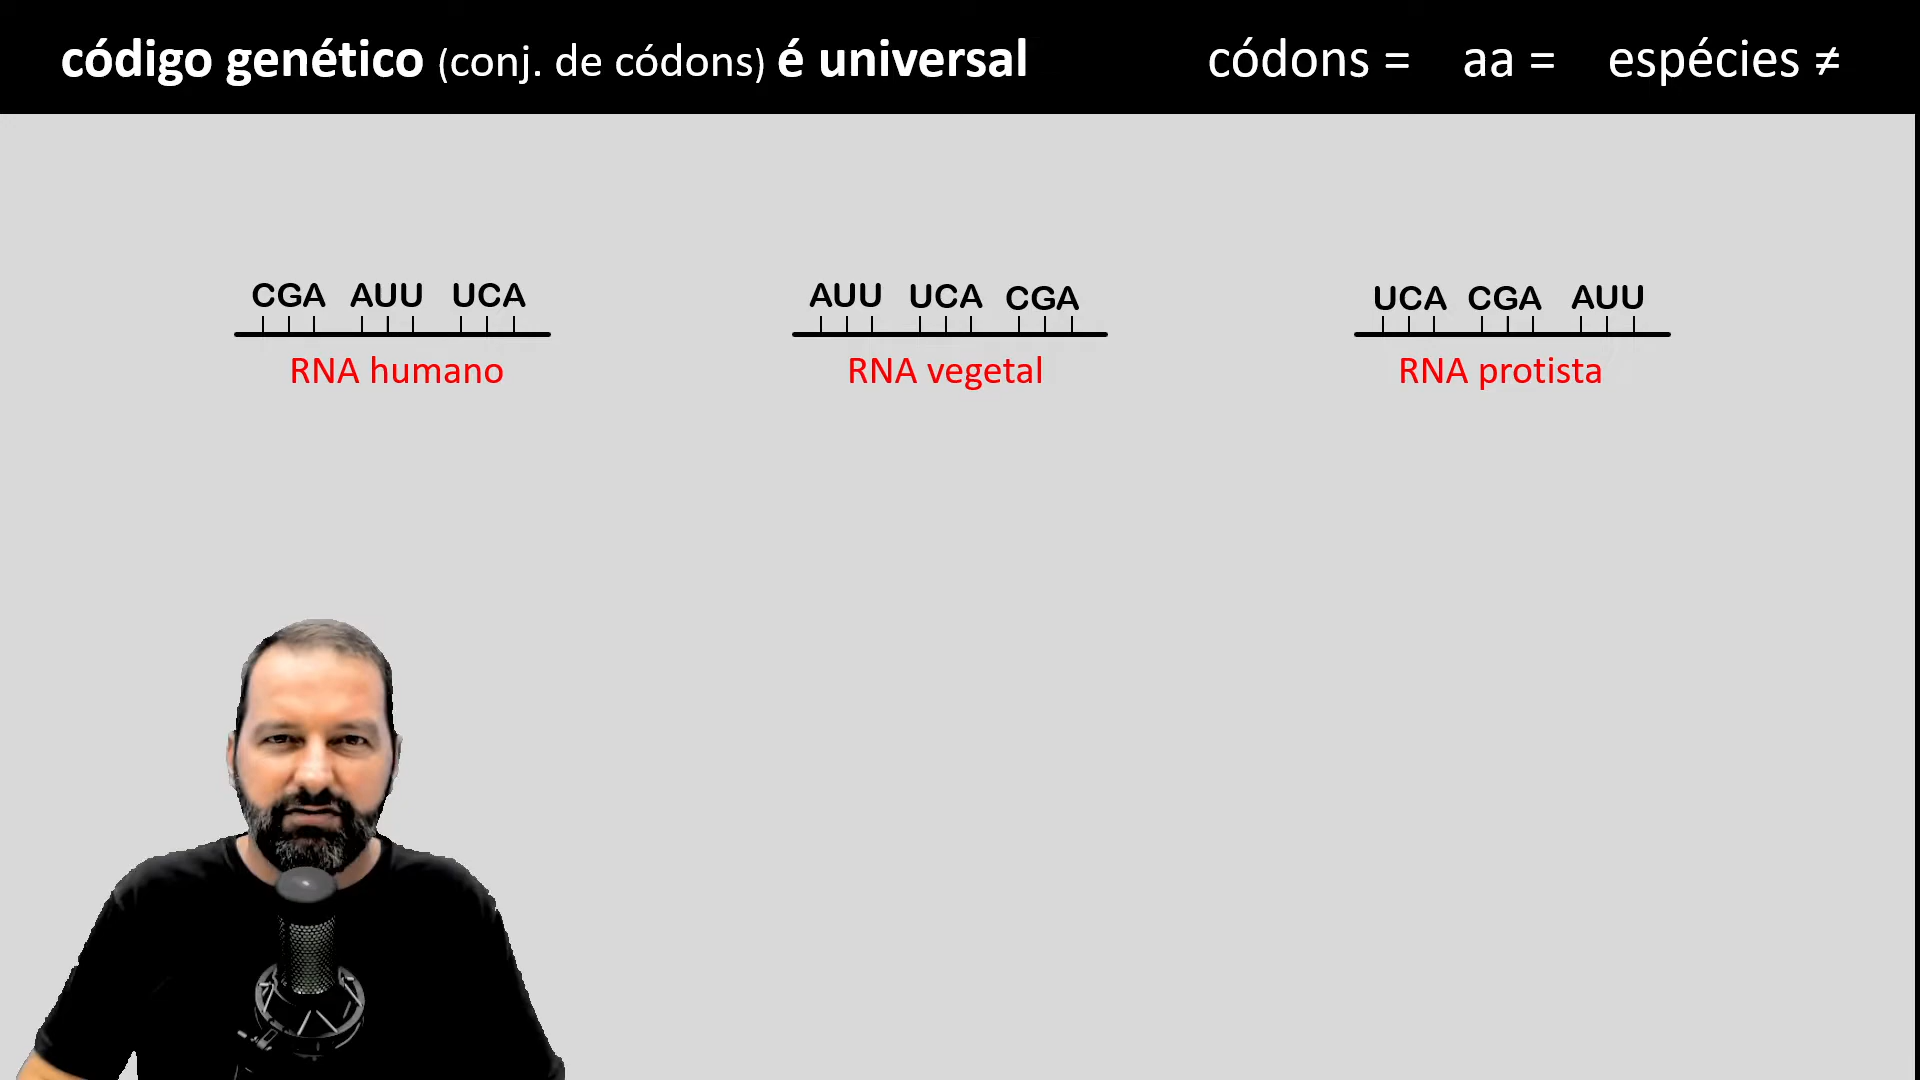 código genético (conj. de códons) é universal códons = aa = espécies ≠
CGA AUU UCA AUU UCA CGA UCA CGA AUU
RNA humano RNA vegetal RNA protista